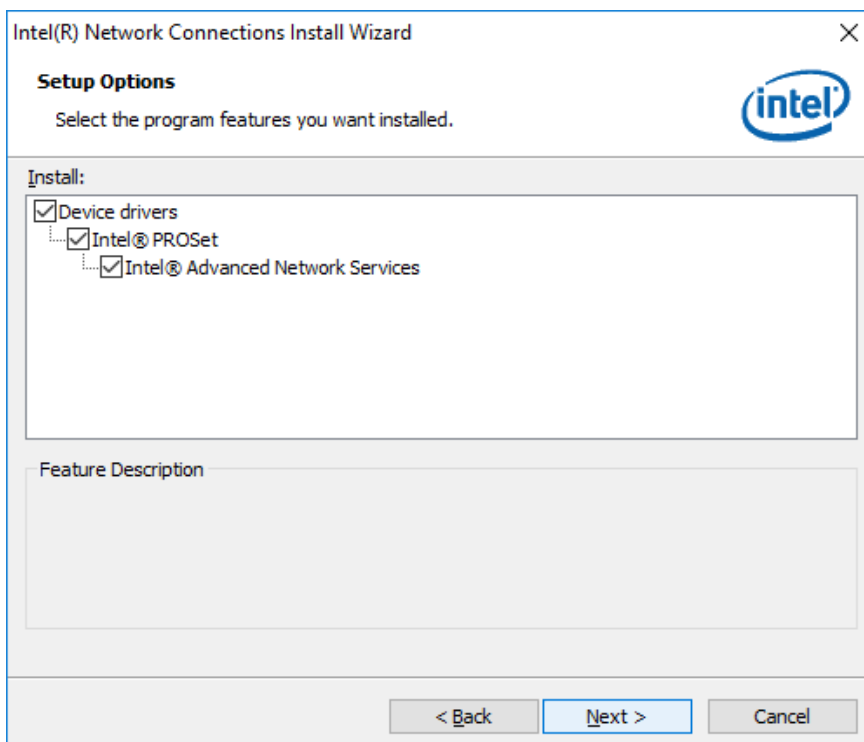 Intel(R) Network Connections Install Wizard
Setup Options
Select the program features you want installed.
intel
Install:
Device drivers
Intel® PROSet
Intel® Advanced Network Services
Feature Description
< Back
Next >
Cancel